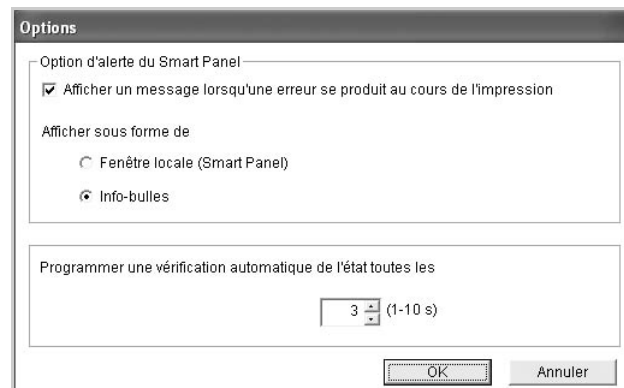 Options
Option d'alerte du Smart Panel
Afficher un message lorsqu'une erreur se produit au cours de l'impression
Afficher sous forme de
Fenêtre locale (Smart Panel)
Info-bulles
Programmer une vérification automatique de l'état toutes les
3 (1-10 s)
OK Annuler